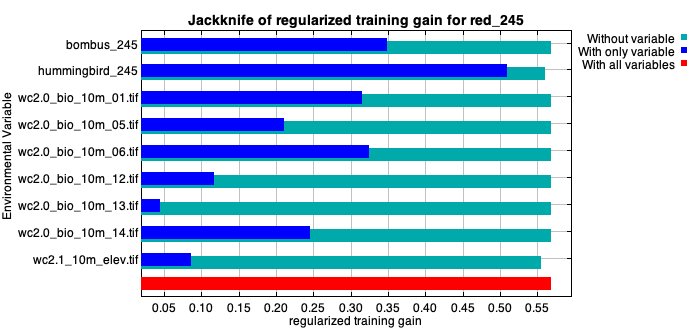 Jackknife of regularized training gain for red_245
Without variable
With only variable
With all variables
Environmental Variable
bombus_245
hummingbird_245
wc2.0_bio_10m_01.tif
wc2.0_bio_10m_05.tif
wc2.0_bio_10m_06.tif
wc2.0_bio_10m_12.tif
wc2.0_bio_10m_13.tif
wc2.0_bio_10m_14.tif
wc2.1_10m_elev.tif
0.05 0.10 0.15 0.20 0.25 0.30 0.35 0.40 0.45 0.50 0.55
regularized training gain